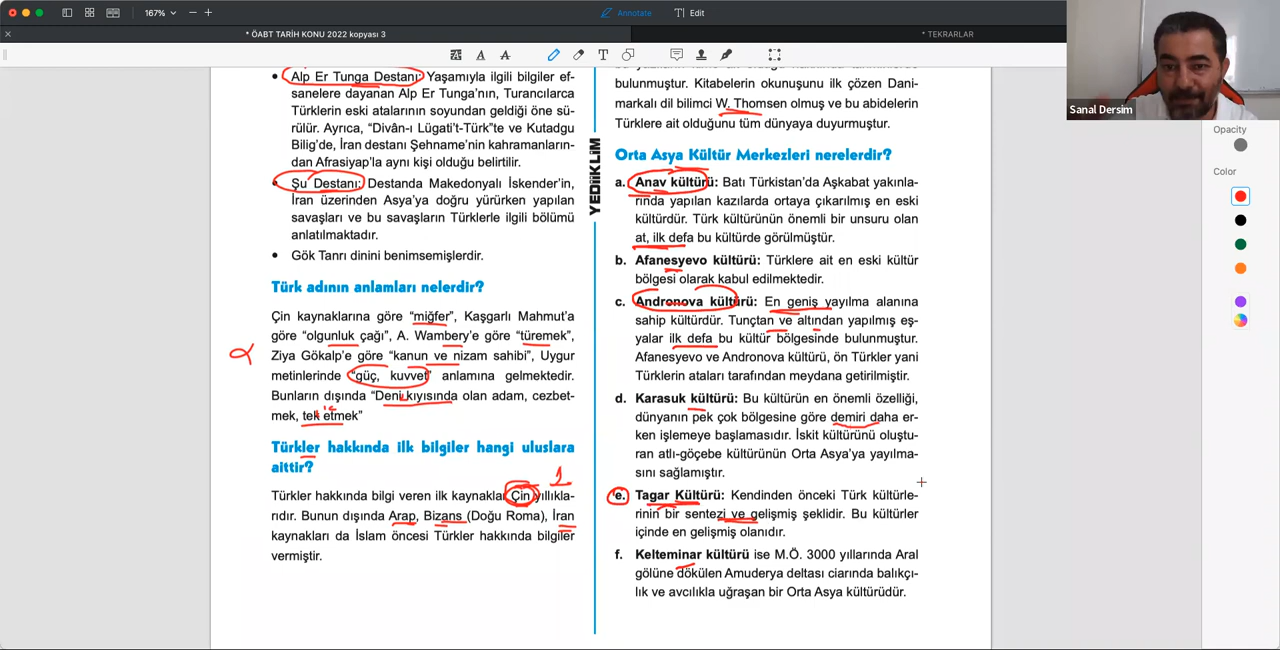 167%
Annotate
Edit
* ÖABT TARİH KONU 2022 kopyası 3
* TEKRARLAR
Sanal Dersim
Opacity
Color
• Alp Er Tunga Destanı: Yaşamıyla ilgili bilgiler ef-
sanelere dayanan Alp Er Tunga’nın, Turancılarca
Türklerin eski atalarının soyundan geldiği öne sü-
rülür. Ayrıca, “Divân-ı Lügati’t-Türk”te ve Kutadgu
Bilig’de, İran destanı Şehname’nin kahramanların-
dan Afrasiyap’la aynı kişi olduğu belirtilir.
• Şu Destanı: Destanda Makedonyalı İskender’in,
İran üzerinden Asya’ya doğru yürürken yapılan
savaşları ve bu savaşların Türklerle ilgili bölümü
anlatılmaktadır.
• Gök Tanrı dinini benimsemişlerdir.
Türk adının anlamları nelerdir?
Çin kaynaklarına göre “miğfer”, Kaşgarlı Mahmut’a
göre “olgunluk çağı”, A. Wambery’e göre “türemek”,
Ziya Gökalp’e göre “kanun ve nizam sahibi”, Uygur
metinlerinde “güç, kuvvet” anlamına gelmektedir.
Bunların dışında “Deni kıyısında olan adam, cezbet-
mek, tek etmek”
Türkler hakkında ilk bilgiler hangi uluslara
aittir?
1
Türkler hakkında bilgi veren ilk kaynaklar Çin yıllıkla-
rıdır. Bunun dışında Arap, Bizans (Doğu Roma), İran
kaynakları da İslam öncesi Türkler hakkında bilgiler
vermiştir.
YEDİİKLİM
bulunmuştur. Kitabelerin okunuşunu ilk çözen Dani-
markalı dil bilimci W. Thomsen olmuş ve bu abidelerin
Türklere ait olduğunu tüm dünyaya duyurmuştur.
Orta Asya Kültür Merkezleri nerelerdir?
a. Anav kültürü: Batı Türkistan’da Aşkabat yakınla-
rında yapılan kazılarda ortaya çıkarılmış en eski
kültürdür. Türk kültürünün önemli bir unsuru olan
at, ilk defa bu kültürde görülmüştür.
b. Afanesyevo kültürü: Türklere ait en eski kültür
bölgesi olarak kabul edilmektedir.
c. Andronova kültürü: En geniş yayılma alanına
sahip kültürdür. Tunçtan ve altından yapılmış eş-
yalar ilk defa bu kültür bölgesinde bulunmuştur.
Afanesyevo ve Andronova kültürü, ön Türkler yani
Türklerin ataları tarafından meydana getirilmiştir.
d. Karasuk kültürü: Bu kültürün en önemli özelliği,
dünyanın pek çok bölgesine göre demiri daha er-
ken işlemeye başlamasıdır. İskit kültürünü oluştu-
ran atlı-göçebe kültürünün Orta Asya’ya yayılma-
sını sağlamıştır.
e. Tagar Kültürü: Kendinden önceki Türk kültürle-
rinin bir sentezi ve gelişmiş şeklidir. Bu kültürler
içinde en gelişmiş olanıdır.
f. Kelteminar kültürü ise M.Ö. 3000 yıllarında Aral
gölüne dökülen Amuderya deltası ciarında balıkçı-
lık ve avcılıkla uğraşan bir Orta Asya kültürüdür.